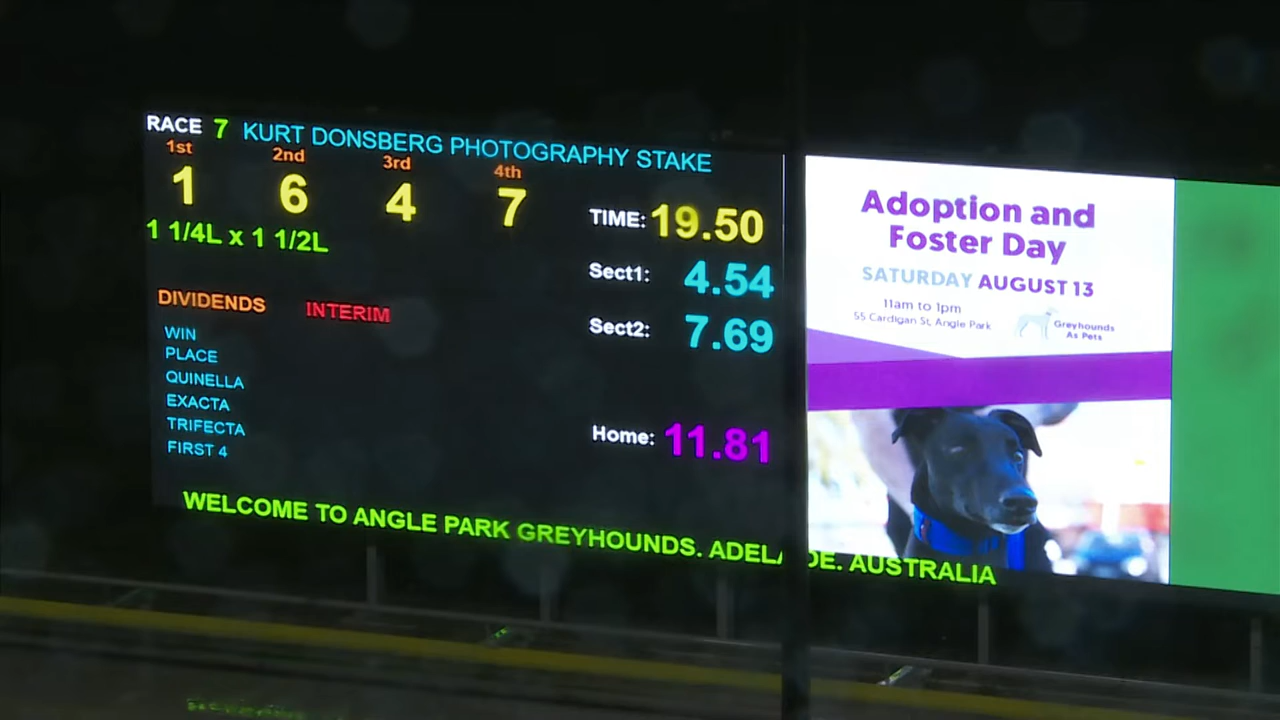 RACE 7 KURT DONSBERG PHOTOGRAPHY STAKE
1st 2nd 3rd 4th
1 6 4 7
1 1/4L x 1 1/2L
TIME: 19.50
Sect1: 4.54
Sect2: 7.69
Home: 11.81
DIVIDENDS INTERIM
WIN
PLACE
QUINELLA
EXACTA
TRIFECTA
FIRST 4
WELCOME TO ANGLE PARK GREYHOUNDS. ADELAIDE. AUSTRALIA
Adoption and
Foster Day
SATURDAY AUGUST 13
11am to 1pm
55 Cardigan St, Angle Park
Greyhounds
As Pets